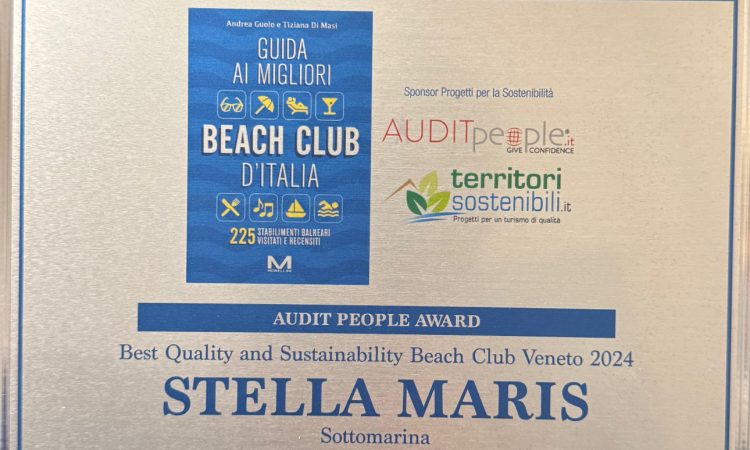 Andrea Guolo e Tiziana Di Masi
GUIDA
AI MIGLIORI
BEACH CLUB
D'ITALIA
225 STABILIMENTI BALNEARI
VISITATI E RECENSITI
M
MORELLINI
Sponsor Progetti per la Sostenibilità
AUDITpeople.it
GIVE CONFIDENCE
territori
sostenibili.it
Progetti per un turismo di qualità
AUDIT PEOPLE AWARD
Best Quality and Sustainability Beach Club Veneto 2024
STELLA MARIS
Sottomarina